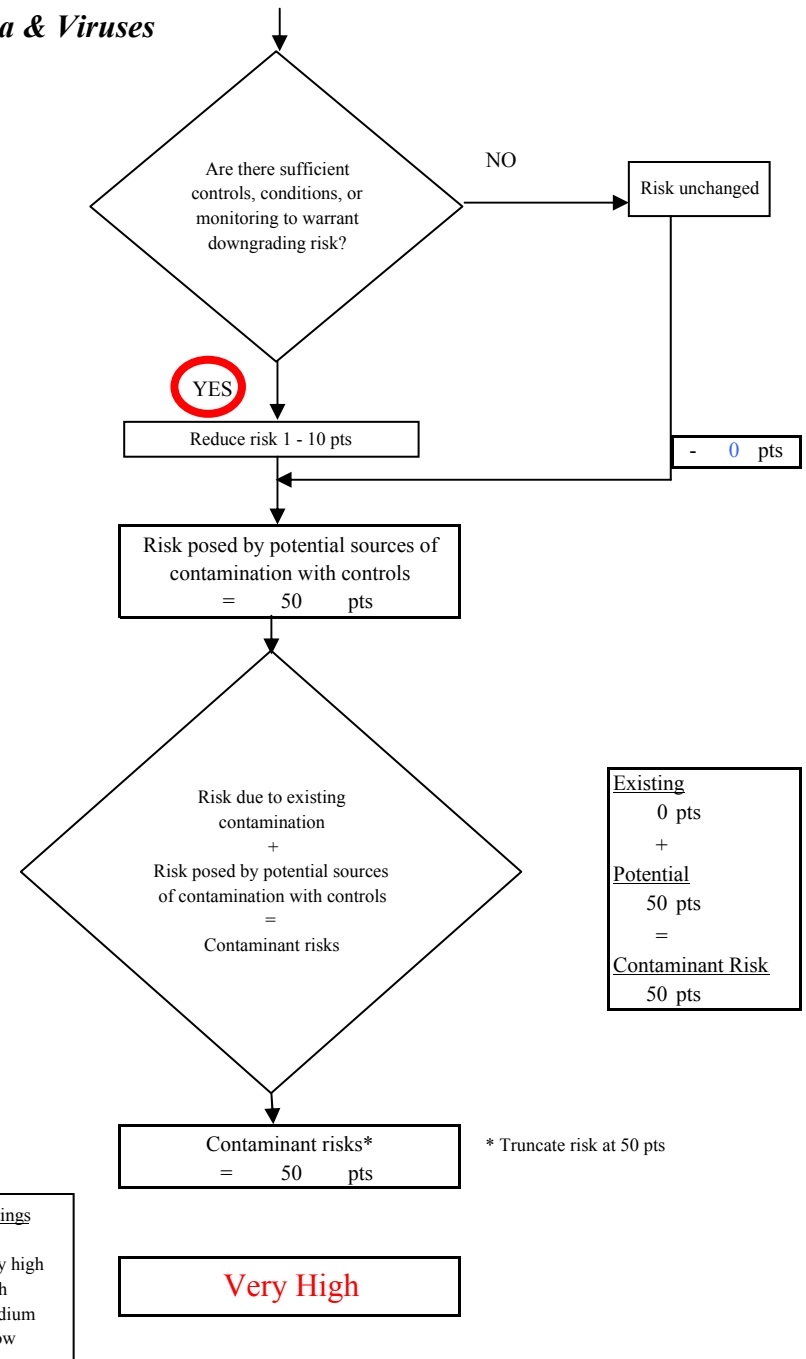 & Viruses
Are there sufficient
controls, conditions, or
monitoring to warrant
downgrading risk?
NO
Risk unchanged
YES
Reduce risk 1 - 10 pts
- 0 pts
Risk posed by potential sources of
contamination with controls
= 50 pts
Risk due to existing
contamination
+
Risk posed by potential sources
of contamination with controls
=
Contaminant risks
Existing
0 pts
+
Potential
50 pts
=
Contaminant Risk
50 pts
Contaminant risks*
= 50 pts
* Truncate risk at 50 pts
high
Very High